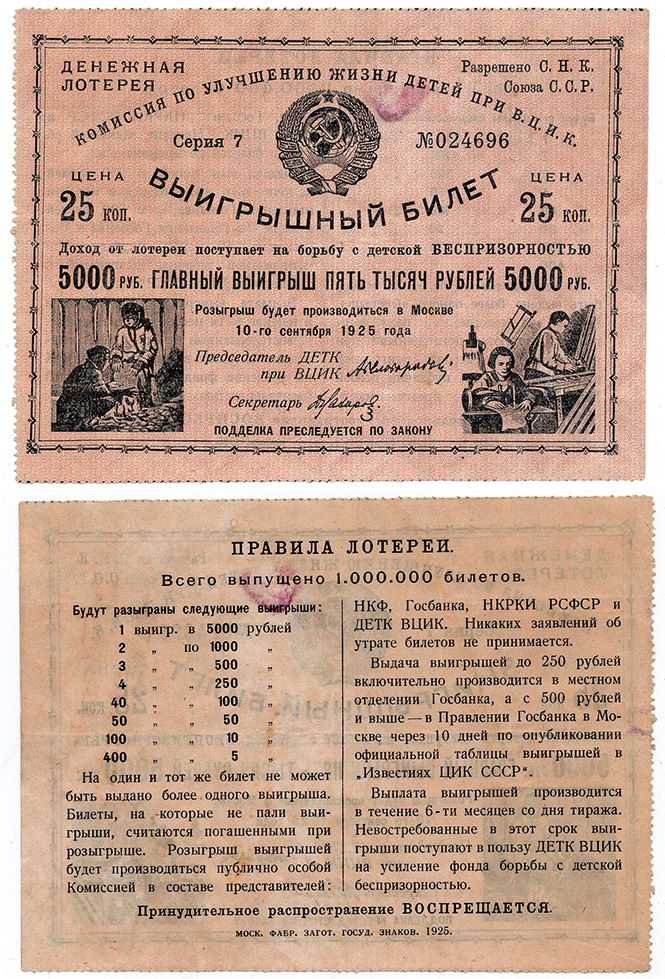 ДЕНЕЖНАЯ
ЛОТЕРЕЯ
Разрешено С. Н. К.
Союза С. С. Р.
КОМИССИЯ ПО УЛУЧШЕНИЮ ЖИЗНИ ДЕТЕЙ ПРИ В.Ц.И.К.
Серия 7
№024696
ЦЕНА
25 коп.
ВЫИГРЫШНЫЙ БИЛЕТ
ЦЕНА
25 коп.
Доход от лотереи поступает на борьбу с детской БЕСПРИЗОРНОСТЬЮ
5000 РУБ. ГЛАВНЫЙ ВЫИГРЫШ ПЯТЬ ТЫСЯЧ РУБЛЕЙ 5000 РУБ.
Розыгрыш будет производиться в Москве
10-го сентября 1925 года
Председатель ДЕТК
при ВЦИК
Секретарь
ПОДДЕЛКА ПРЕСЛЕДУЕТСЯ ПО ЗАКОНУ
ПРАВИЛА ЛОТЕРЕИ.
Всего выпущено 1.000.000 билетов.
Будут разыграны следующие выигрыши:
1 выигр. в 5000 рублей
2 „ по 1000 „
3 „ „ 500 „
4 „ „ 250 „
40 „ „ 100 „
50 „ „ 50 „
100 „ „ 10 „
400 „ „ 5 „
На один и тот же билет не может
быть выдано более одного выигрыша.
Билеты, на которые не пали выи-
грыши, считаются погашенными при
розыгрыше. Розыгрыш выигрышей
будет производиться публично особой
Комиссией в составе представителей:
НКФ, Госбанка, НКРКИ РСФСР и
ДЕТК ВЦИК. Никаких заявлений об
утрате билетов не принимается.
Выдача выигрышей до 250 рублей
включительно производится в местном
отделении Госбанка, а с 500 рублей
и выше — в Правлении Госбанка в Мо-
скве через 10 дней по опубликовании
официальной таблицы выигрышей в
„Известиях ЦИК СССР“.
Выплата выигрышей производится
в течение 6-ти месяцев со дня тиража.
Невостребованные в этот срок выи-
грыши поступают в пользу ДЕТК ВЦИК
на усиление фонда борьбы с детской
беспризорностью.
Принудительное распространение ВОСПРЕЩАЕТСЯ.
МОСК. ФАБР. ЗАГОТ. ГОСУД. ЗНАКОВ. 1925.